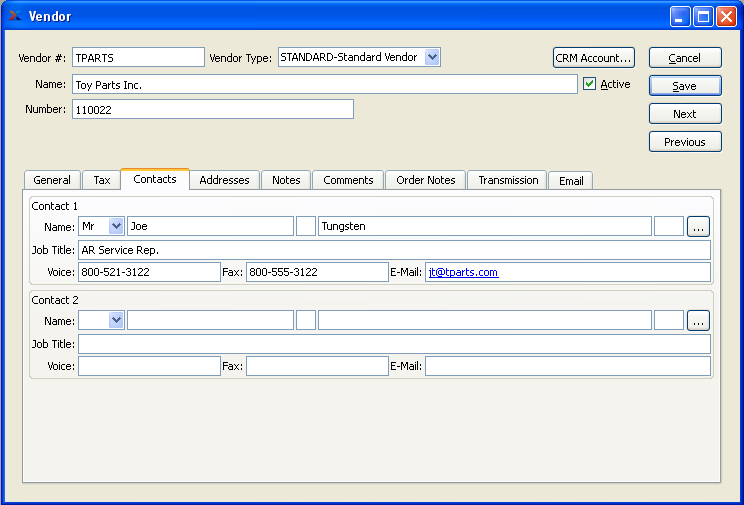 Vendor
Vendor #: TPARTS Vendor Type: STANDARD-Standard Vendor CRM Account... Cancel
Name: Toy Parts Inc. Active Save
Number: 110022 Next
Previous
General Tax Contacts Addresses Notes Comments Order Notes Transmission Email
Contact 1
Name: Mr Joe Tungsten ...
Job Title: AR Service Rep.
Voice: 800-521-3122 Fax: 800-555-3122 E-Mail: jt@tparts.com
Contact 2
Name: ...
Job Title:
Voice: Fax: E-Mail: